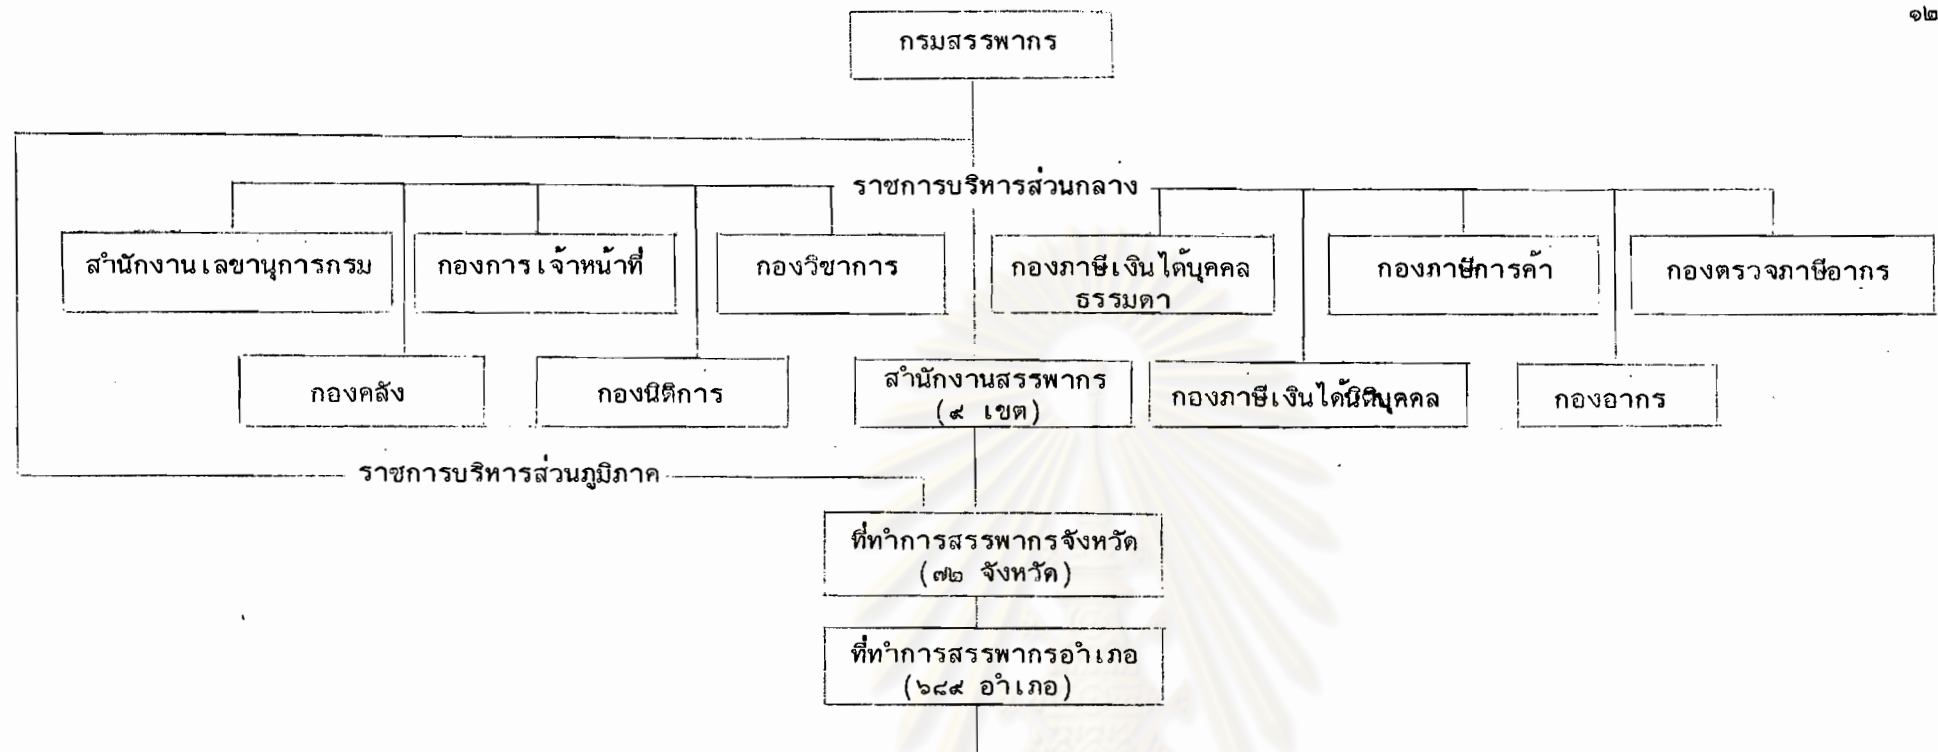 ๑๒
กรมสรรพากร
ราชการบริหารส่วนกลาง
สำนักงานเลขานุการกรม
กองการเจ้าหน้าที่
กองวิชาการ
กองภาษีเงินได้บุคคล
ธรรมดา
กองภาษีการค้า
กองตรวจภาษีอากร
กองคลัง
กองนิติการ
สำนักงานสรรพากร
(๙ เขต)
กองภาษีเงินได้นิติบุคคล
กองอากร
ราชการบริหารส่วนภูมิภาค
ที่ทำการสรรพากรจังหวัด
(๗๒ จังหวัด)
ที่ทำการสรรพากรอำเภอ
(๖๘๙ อำเภอ)